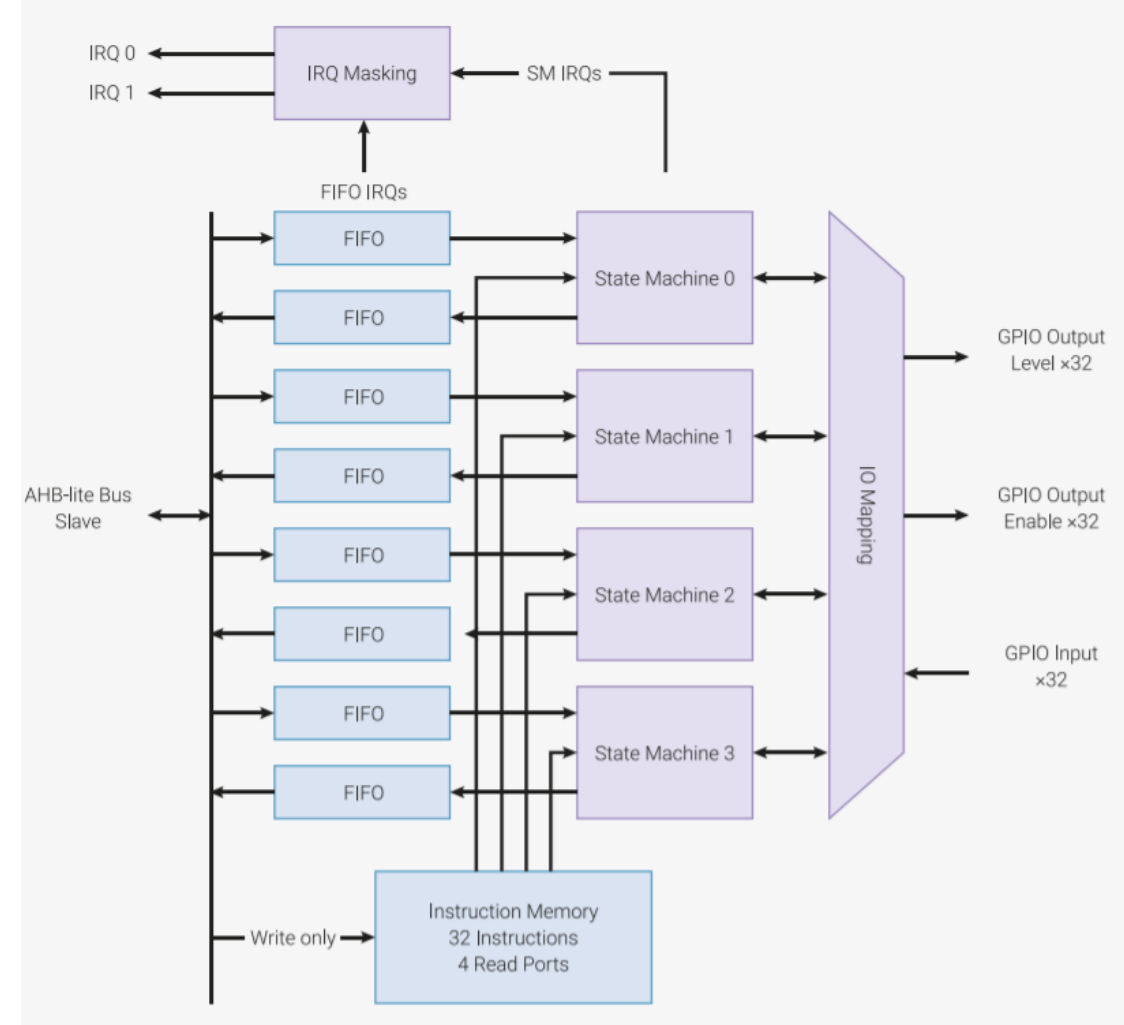 IRQ 0
IRQ 1
IRQ Masking
SM IRQs
FIFO IRQs
FIFO
FIFO
FIFO
FIFO
FIFO
FIFO
FIFO
FIFO
State Machine 0
State Machine 1
State Machine 2
State Machine 3
IO Mapping
GPIO Output
Level ×32
GPIO Output
Enable ×32
GPIO Input
×32
AHB-lite Bus
Slave
Write only
Instruction Memory
32 Instructions
4 Read Ports